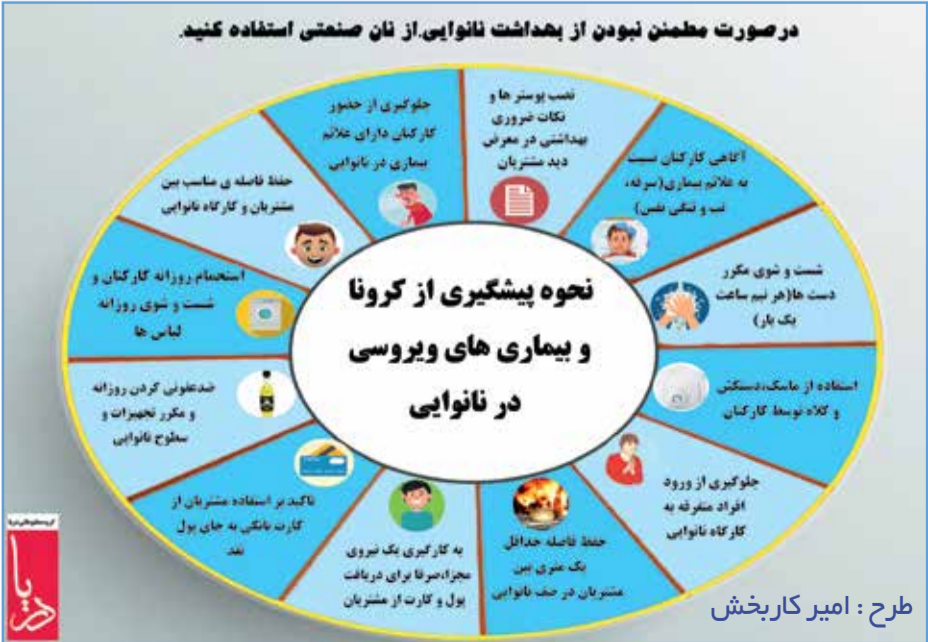 در صورت مطمئن نبودن از بهداشت نانوایی.از نان صنعتی استفاده کنید.
نحوه پیشگیری از کرونا
و بیماری های ویروسی
در نانوایی
نصب پوستر ها و
نکات ضروری
بهداشتی در معرض
دید مشتریان
آگاهی کارکنان نسبت
به علائم بیماری(سرفه،
تب و تنگی نفس)
شست و شوی مکرر
دست ها(هر نیم ساعت
یک بار)
استفاده از ماسک،دستکش
و کلاه توسط کارکنان
جلوگیری از ورود
افراد متفرقه به
کارگاه نانوایی
حفظ فاصله حداقل
یک متری بین
مشتریان در صف نانوایی
به کارگیری یک نیروی
مجزا،صرفا برای دریافت
پول و کارت از مشتریان
تاکید بر استفاده مشتریان از
کارت بانکی به جای پول
نقد
ضدعفونی کردن روزانه
و مکرر تجهیزات و
سطوح نانوایی
استحمام روزانه کارکنان و
شست و شوی روزانه
لباس ها
حفظ فاصله ی مناسب بین
مشتریان و کارگاه نانوایی
جلوگیری از حضور
کارکنان دارای علائم
بیماری در نانوایی
دریا
طرح : امیر کاربخش